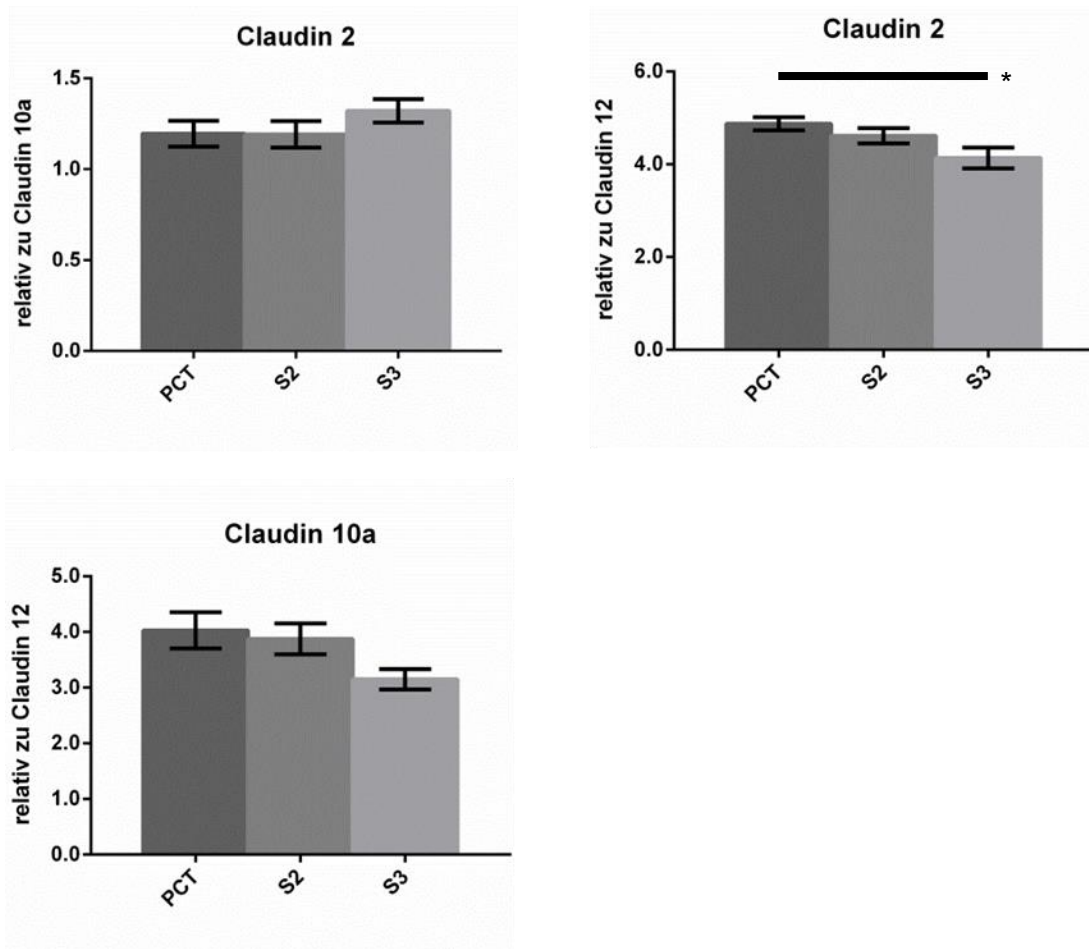 Claudin 2
relativ zu Claudin 10a
1.5
1.0
0.5
0.0
PCT
S2
S3
Claudin 2
relativ zu Claudin 12
6.0
4.0
2.0
0.0
*
PCT
S2
S3
Claudin 10a
relativ zu Claudin 12
5.0
4.0
3.0
2.0
1.0
0.0
PCT
S2
S3